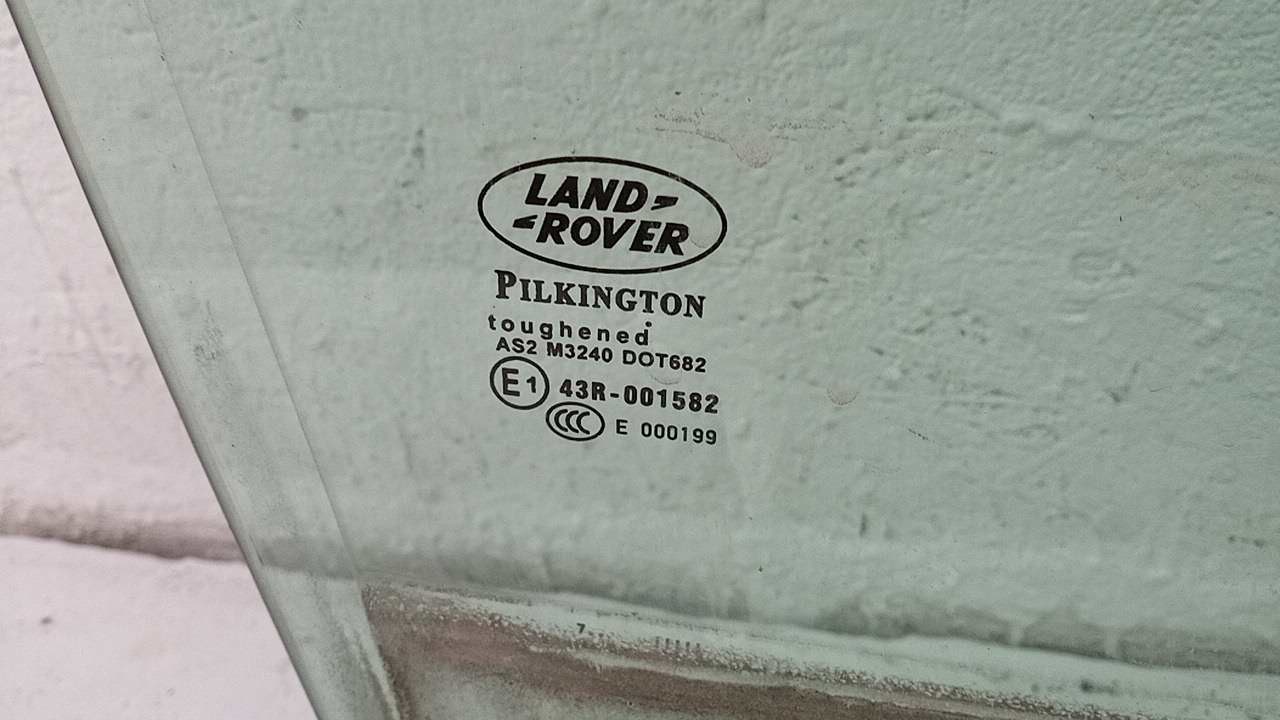 LAND
ROVER
PILKINGTON
toughened
AS2 M3240 DOT682
E1 43R-001582
CCC E 000199